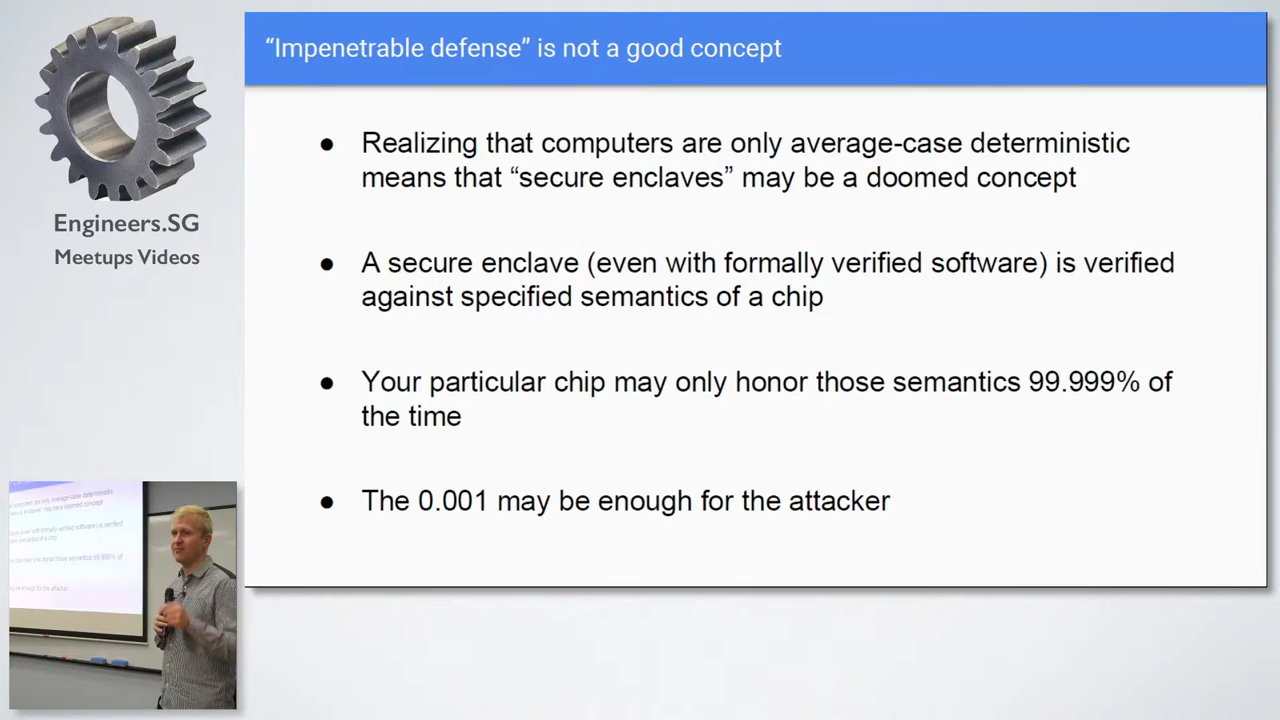 “Impenetrable defense” is not a good concept
● Realizing that computers are only average-case deterministic
means that “secure enclaves” may be a doomed concept
● A secure enclave (even with formally verified software) is verified
against specified semantics of a chip
● Your particular chip may only honor those semantics 99.999% of
the time
● The 0.001 may be enough for the attacker
Engineers.SG
Meetups Videos